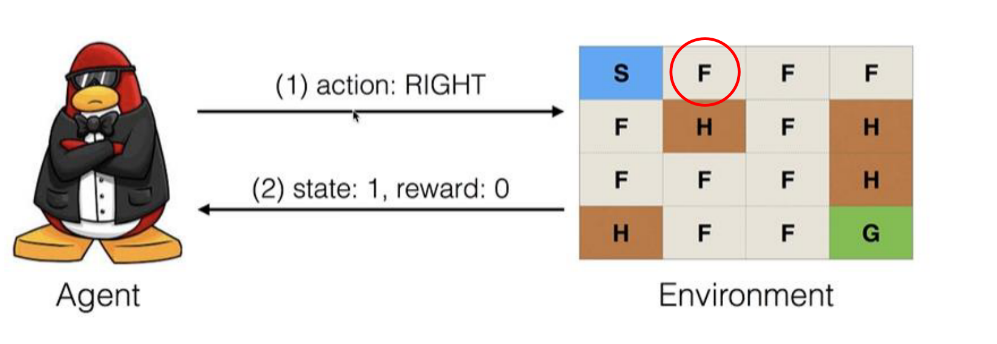 (1) action: RIGHT
(2) state: 1, reward: 0
Agent
S F F F
F H F H
F F F H
H F F G
Environment